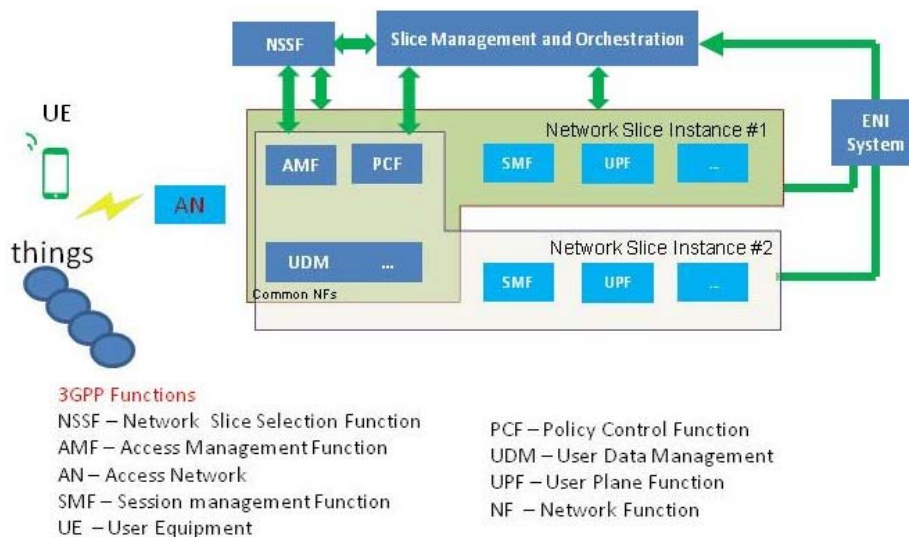 NSSF
Slice Management and Orchestration
UE
ENI
System
Network Slice Instance #1
AMF
PCF
SMF
UPF
...
AN
things
Network Slice Instance #2
UDM
...
SMF
UPF
...
Common NFs
3GPP Functions
NSSF – Network Slice Selection Function
AMF – Access Management Function
AN – Access Network
SMF – Session management Function
UE – User Equipment
PCF – Policy Control Function
UDM – User Data Management
UPF – User Plane Function
NF – Network Function